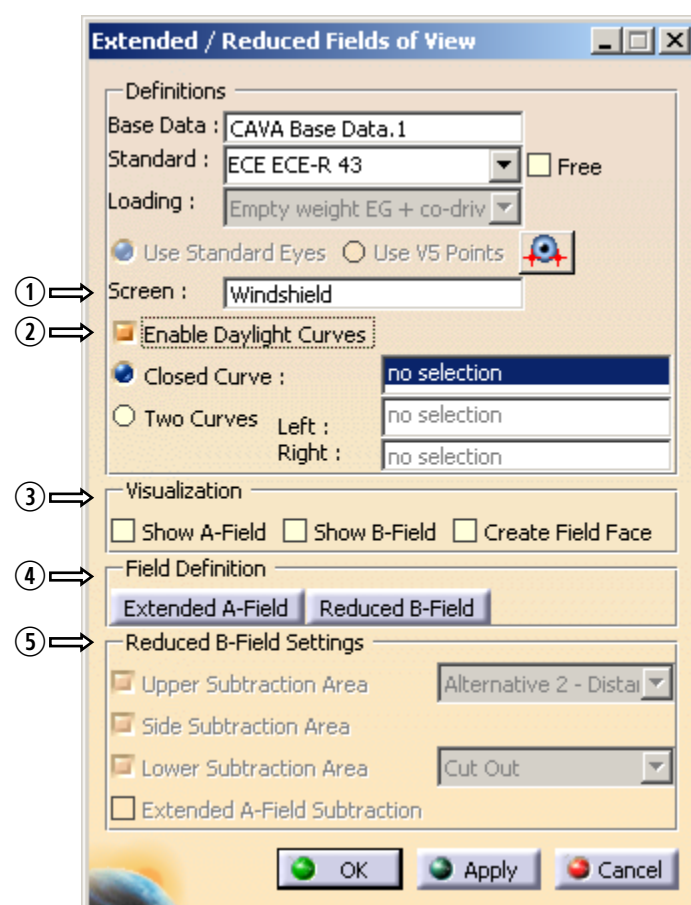 Extended / Reduced Fields of View
Definitions
Base Data : CAVA Base Data.1
Standard : ECE ECE-R 43 Free
Loading : Empty weight EG + co-driv
Use Standard Eyes Use V5 Points
1 Screen : Windshield
2 Enable Daylight Curves
Closed Curve : no selection
Two Curves Left : no selection
Right : no selection
3 Visualization
Show A-Field Show B-Field Create Field Face
4 Field Definition
Extended A-Field Reduced B-Field
5 Reduced B-Field Settings
Upper Subtraction Area Alternative 2 - Distar
Side Subtraction Area
Lower Subtraction Area Cut Out
Extended A-Field Subtraction
OK Apply Cancel